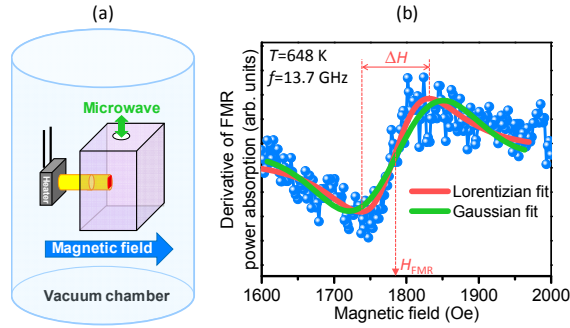 (a)
Microwave
Heater
Magnetic field
Vacuum chamber
(b)
T=648 K
f=13.7 GHz
ΔH
Lorentzian fit
Gaussian fit
H_FMR
Derivative of FMR
power absorption (arb. units)
1600 1700 1800 1900 2000
Magnetic field (Oe)